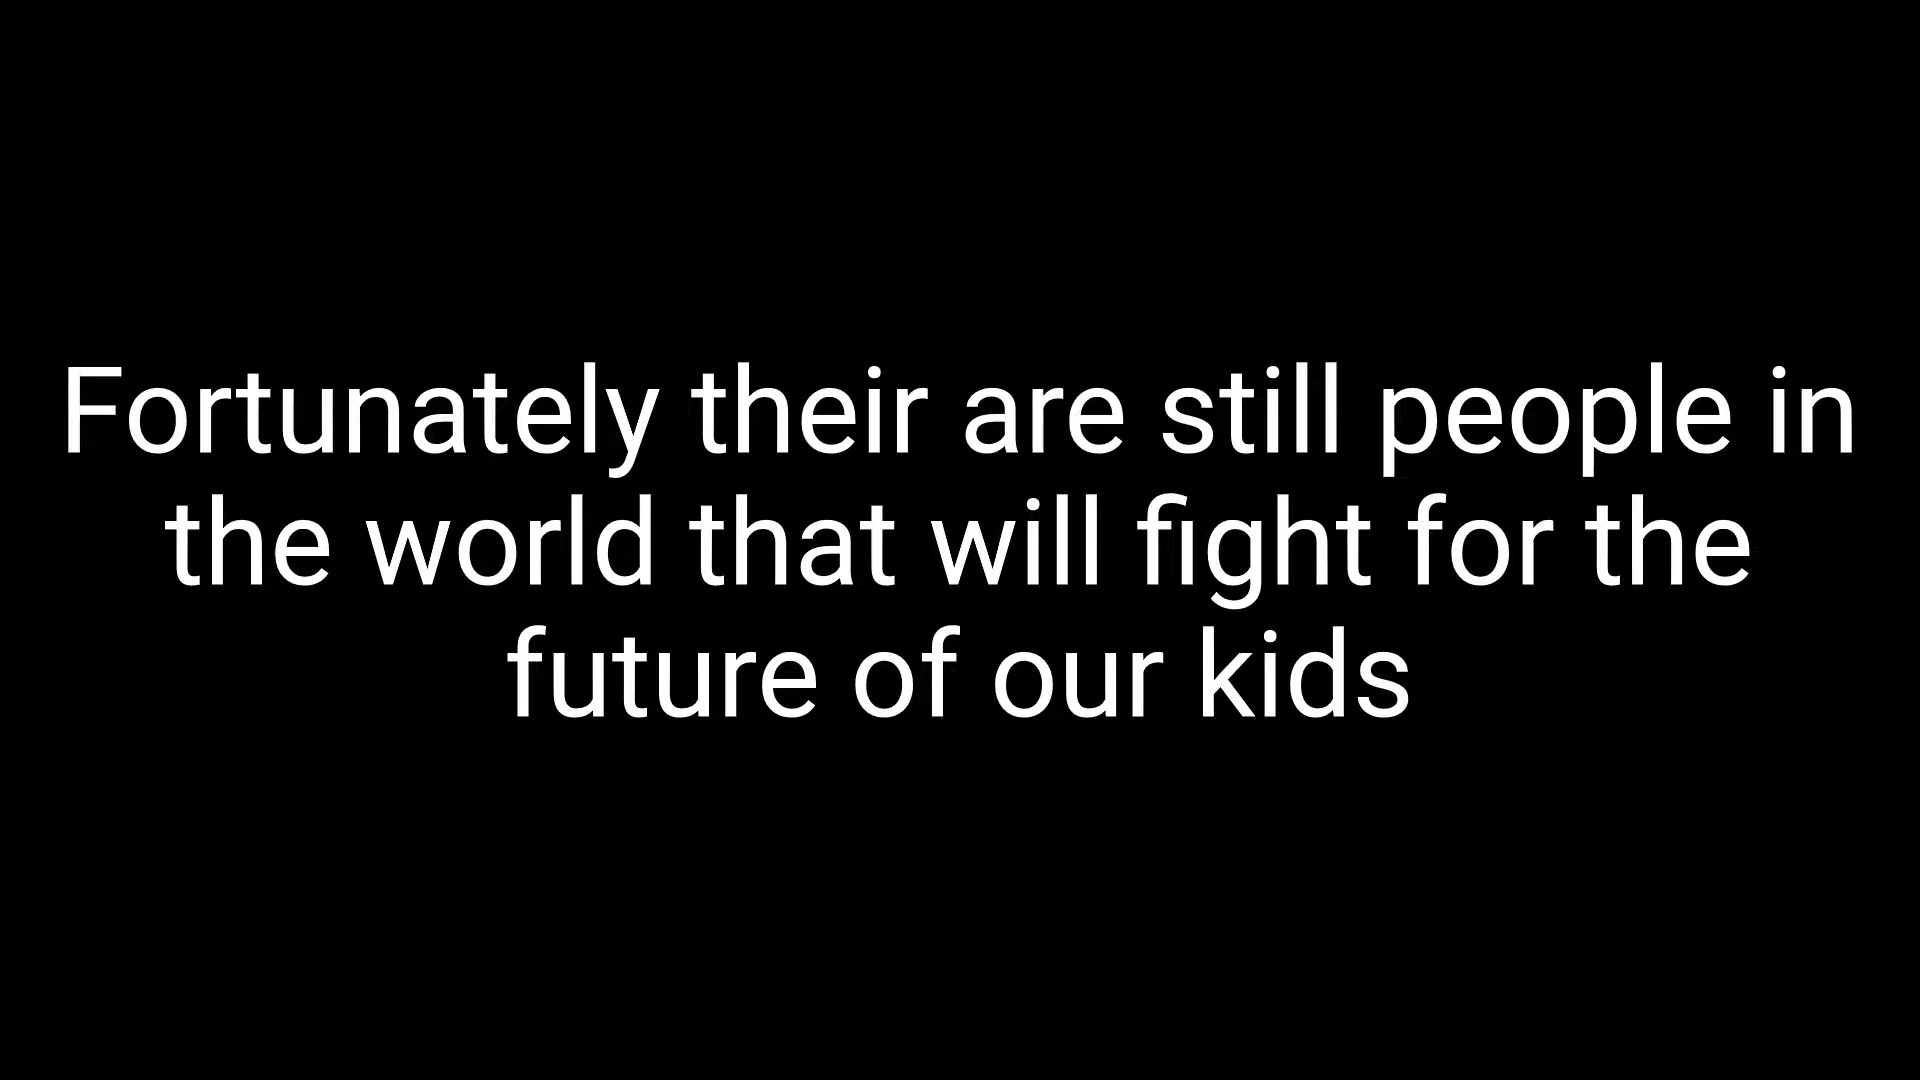 Fortunately their are still people in
the world that will fight for the
future of our kids